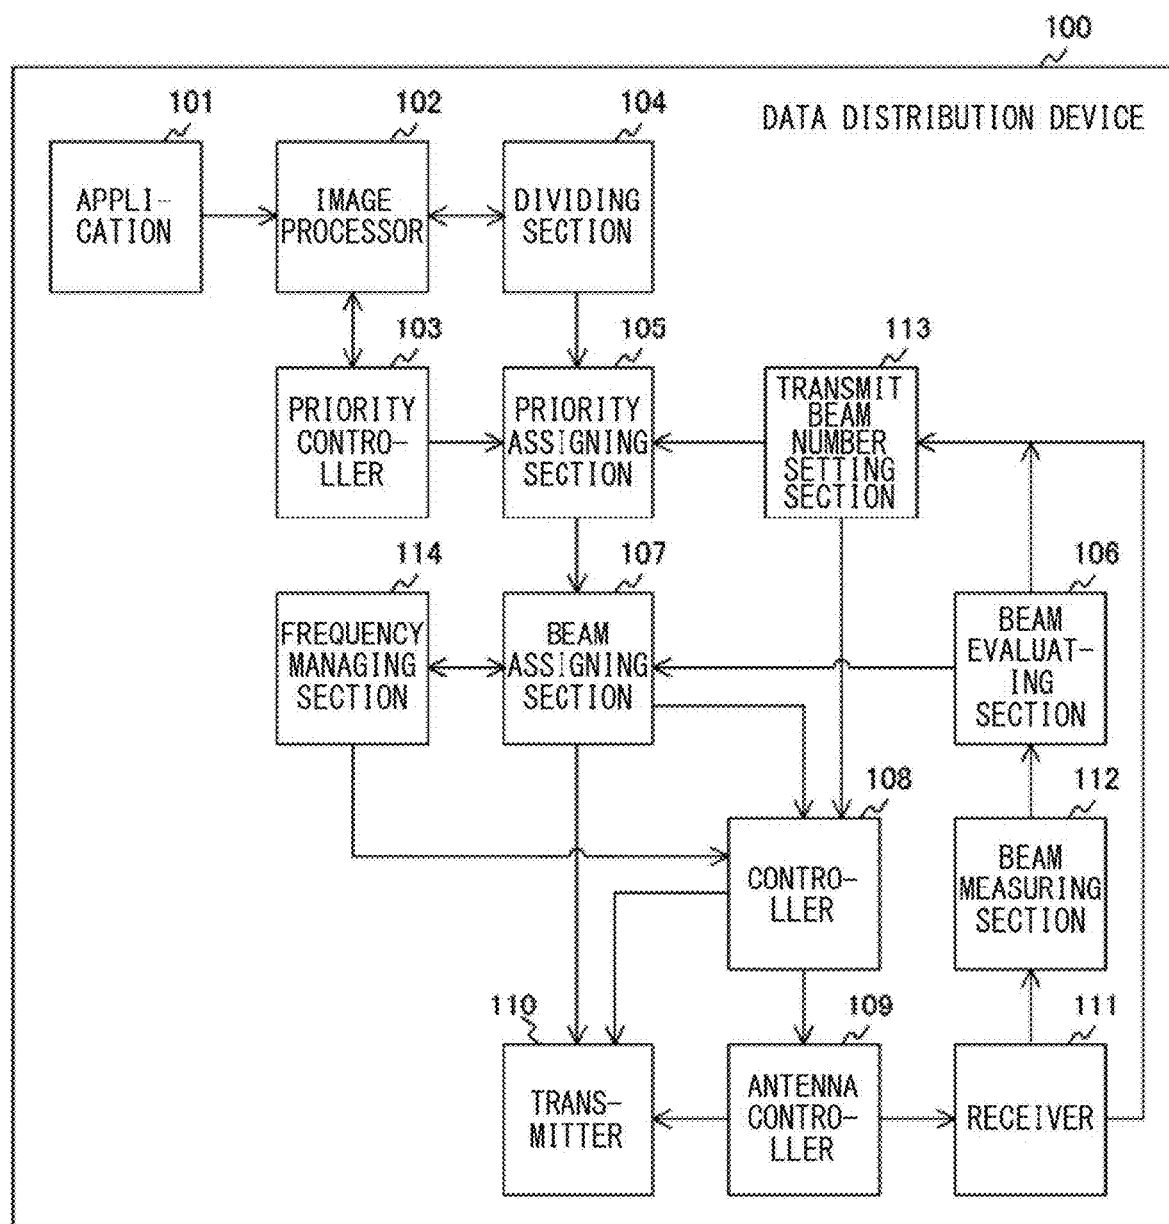 100
DATA DISTRIBUTION DEVICE
101
APPLI-
CATION
102
IMAGE
PROCESSOR
104
DIVIDING
SECTION
103
PRIORITY
CONTRO-
LLER
105
PRIORITY
ASSIGNING
SECTION
113
TRANSMIT
BEAM
NUMBER
SETTING
SECTION
114
FREQUENCY
MANAGING
SECTION
107
BEAM
ASSIGNING
SECTION
106
BEAM
EVALUAT-
ING
SECTION
108
CONTRO-
LLER
112
BEAM
MEASURING
SECTION
110
TRANS-
MITTER
109
ANTENNA
CONTRO-
LLER
111
RECEIVER